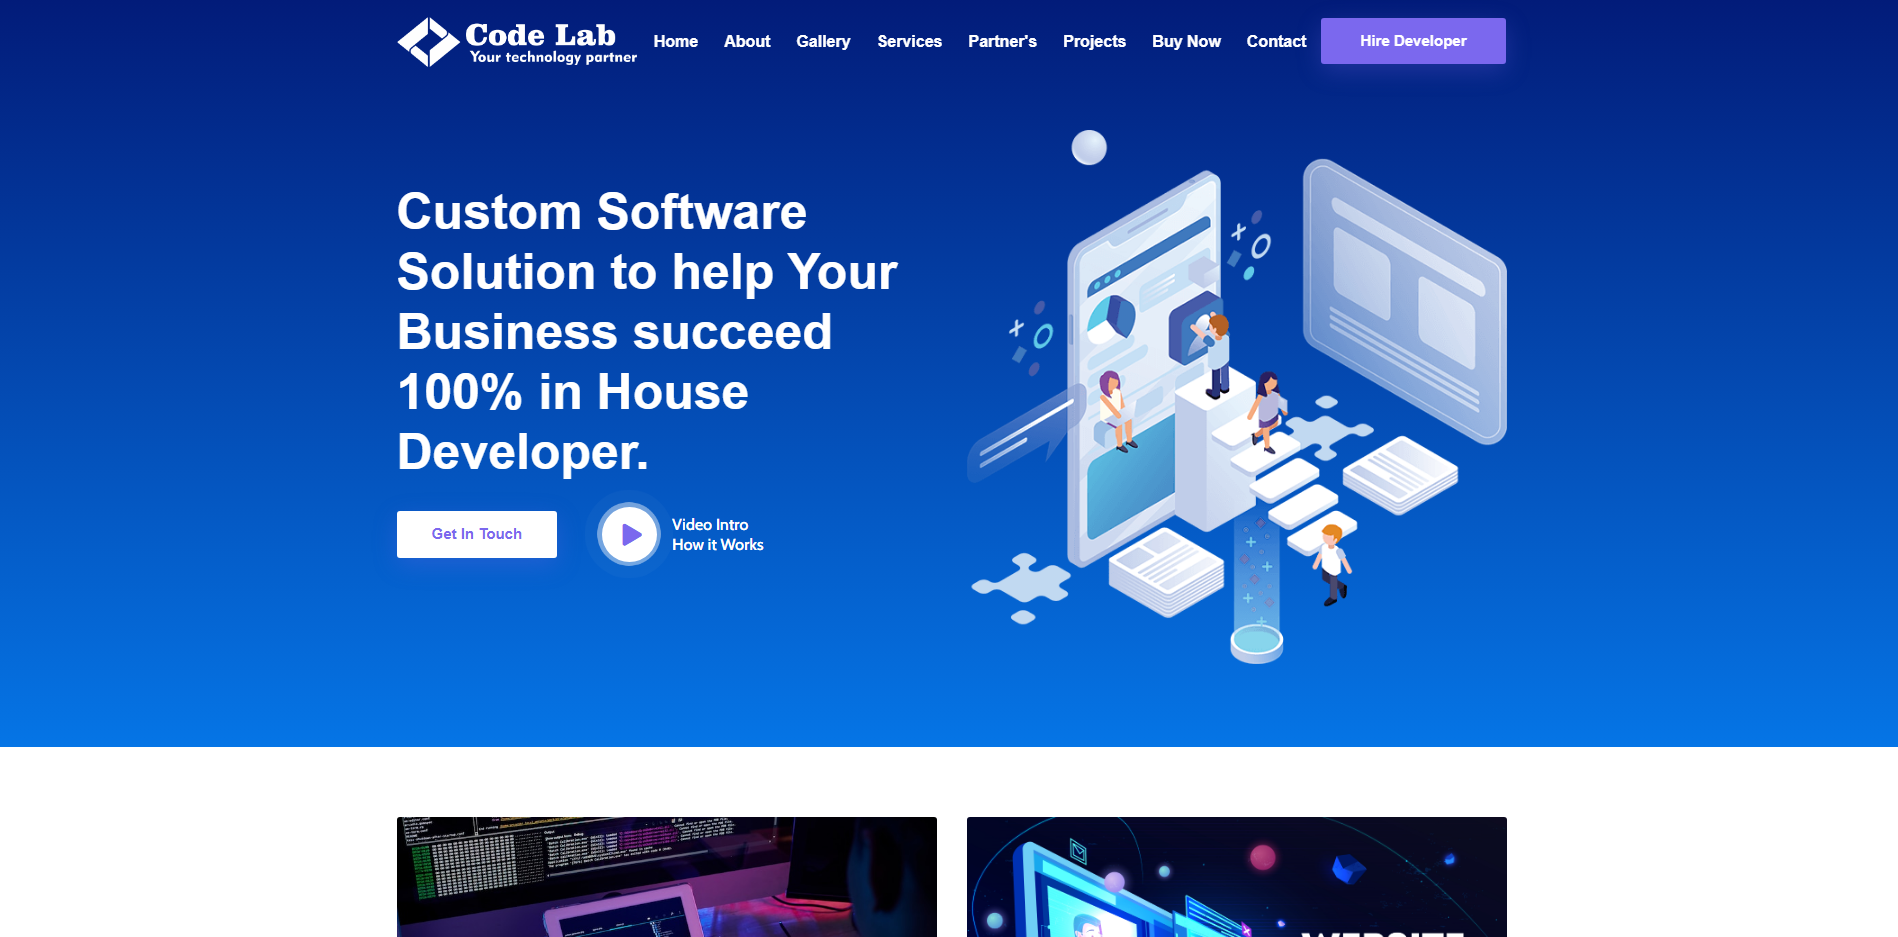 Code Lab
Your technology partner
Home About Gallery Services Partner's Projects Buy Now Contact Hire Developer
Custom Software
Solution to help Your
Business succeed
100% in House
Developer.
Get In Touch
Video Intro
How it Works
WEBSITE